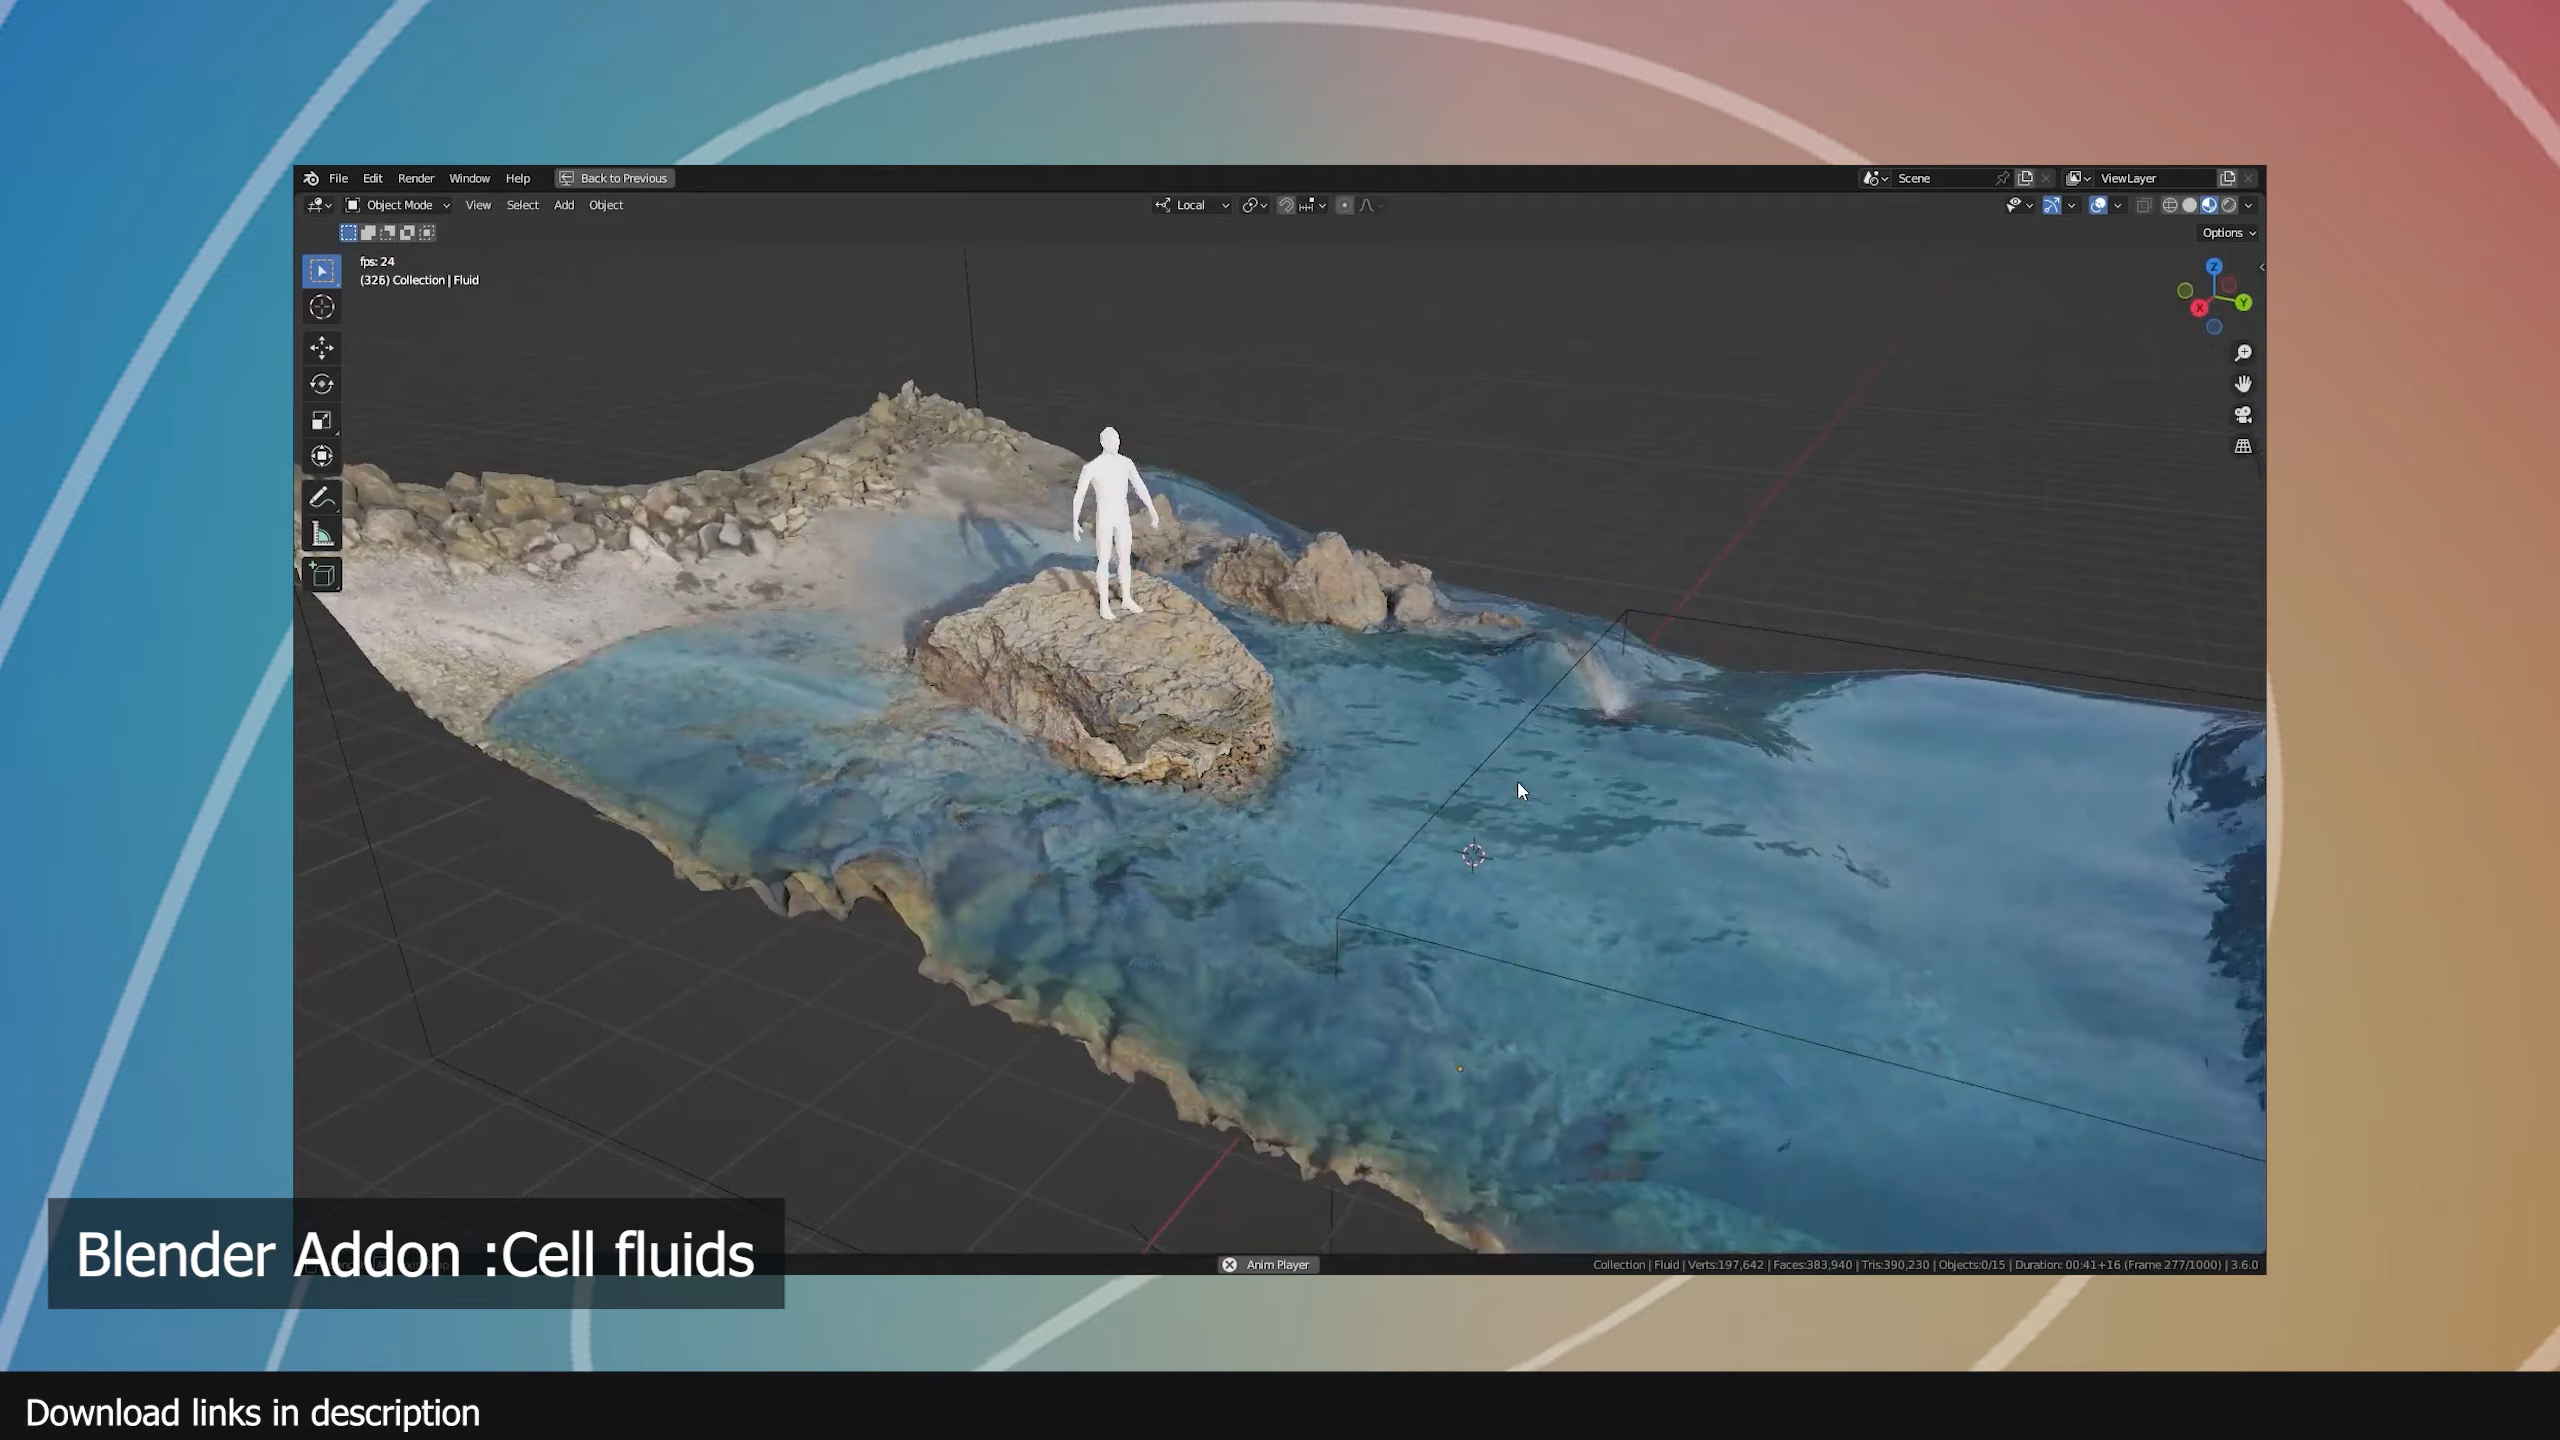 File Edit Render Window Help Back to Previous Scene ViewLayer
Object Mode View Select Add Object Local
Options
fps: 24
(326) Collection | Fluid
Z
Y
X
Anim Player
Collection | Fluid | Verts:197,642 | Faces:383,940 | Tris:390,230 | Objects:0/15 | Duration: 00:41+16 (Frame 277/1000) | 3.6.0
Blender Addon :Cell fluids
Download links in description